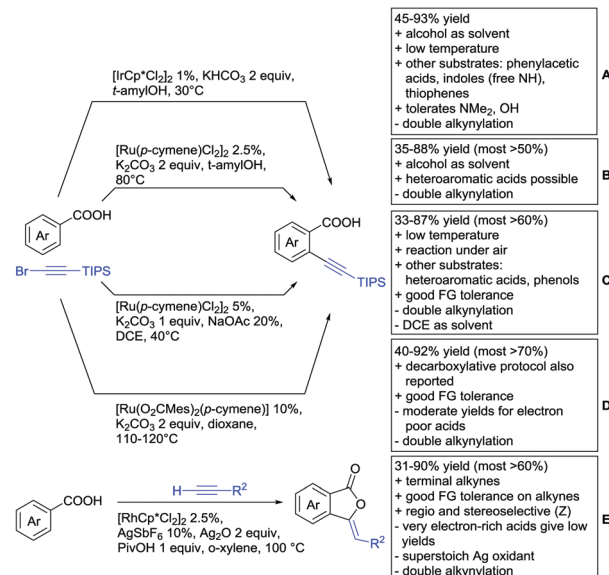 45-93% yield
+ alcohol as solvent
+ low temperature
+ other substrates: phenylacetic
acids, indoles (free NH),
thiophenes
+ tolerates NMe2, OH
- double alkynylation
A
[IrCp*Cl2]2 1%, KHCO3 2 equiv,
t-amylOH, 30°C
[Ru(p-cymene)Cl2]2 2.5%,
K2CO3 2 equiv, t-amylOH,
80°C
35-88% yield (most >50%)
+ alcohol as solvent
+ heteroaromatic acids possible
- double alkynylation
B
COOH
Ar
Br
TIPS
COOH
Ar
TIPS
33-87% yield (most >60%)
+ low temperature
+ reaction under air
+ other substrates:
heteroaromatic acids, phenols
+ good FG tolerance
- double alkynylation
- DCE as solvent
C
[Ru(p-cymene)Cl2]2 5%,
K2CO3 1 equiv, NaOAc 20%,
DCE, 40°C
40-92% yield (most >70%)
+ decarboxylative protocol also
reported
+ good FG tolerance
- moderate yields for electron
poor acids
- double alkynylation
D
[Ru(O2CMes)2(p-cymene)] 10%,
K2CO3 2 equiv, dioxane,
110-120°C
COOH
Ar
H
R2
[RhCp*Cl2]2 2.5%,
AgSbF6 10%, Ag2O 2 equiv,
PivOH 1 equiv, o-xylene, 100 °C
O
Ar
O
R2
31-90% yield (most >60%)
+ terminal alkynes
+ good FG tolerance on alkynes
+ regio and stereoselective (Z)
- very electron-rich acids give low
yields
- superstoich Ag oxidant
- double alkynylation
E